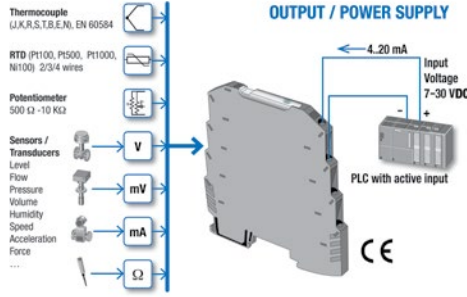 Thermocouple
(J,K,R,S,T,B,E,N), EN 60584
RTD (Pt100, Pt500, Pt1000,
Ni100) 2/3/4 wires
Potentiometer
500 Ω -10 KΩ
Sensors /
Transducers
Level
Flow
Pressure
Volume
Humidity
Speed
Acceleration
Force
...
V
mV
mA
Ω
OUTPUT / POWER SUPPLY
4..20 mA
Input
Voltage
7-30 VDC
- +
PLC with active input
CE